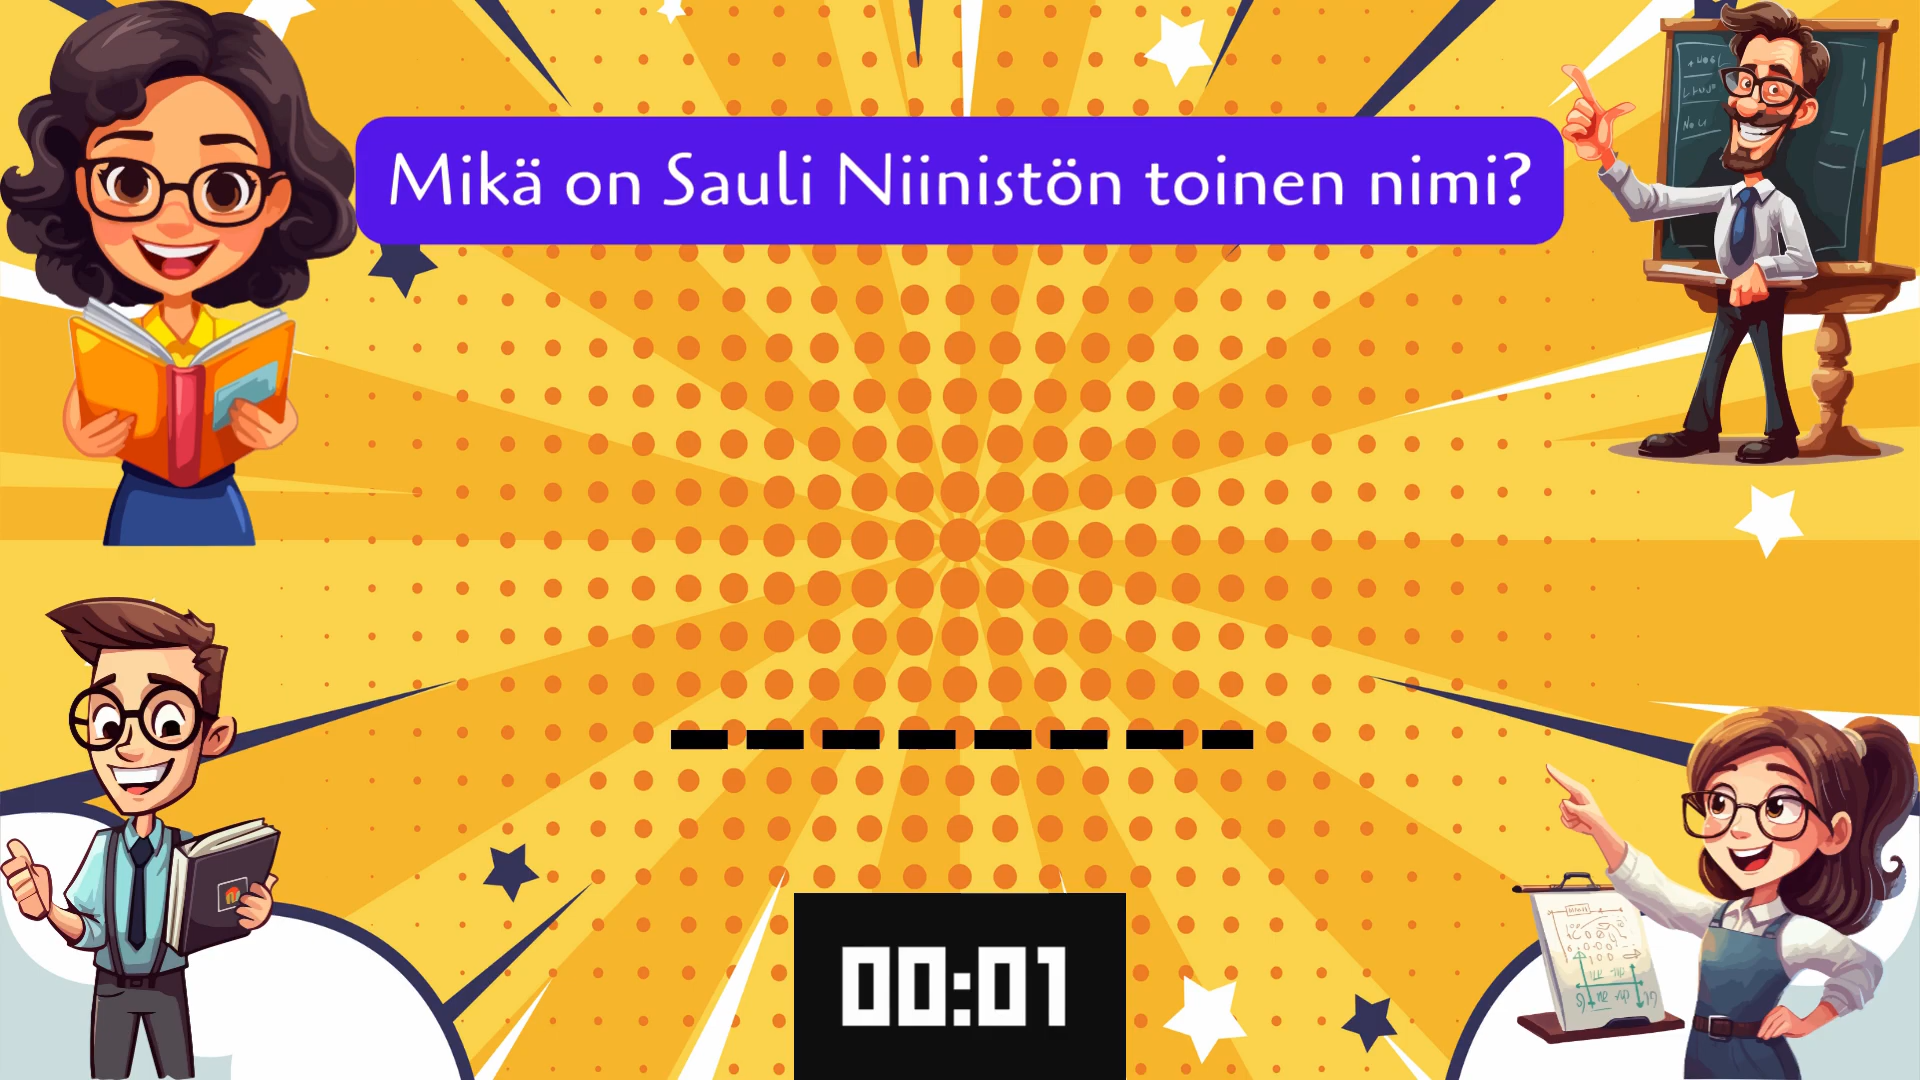 Mikä on Sauli Niinistön toinen nimi?
_ _ _ _ _ _ _ _
00:01